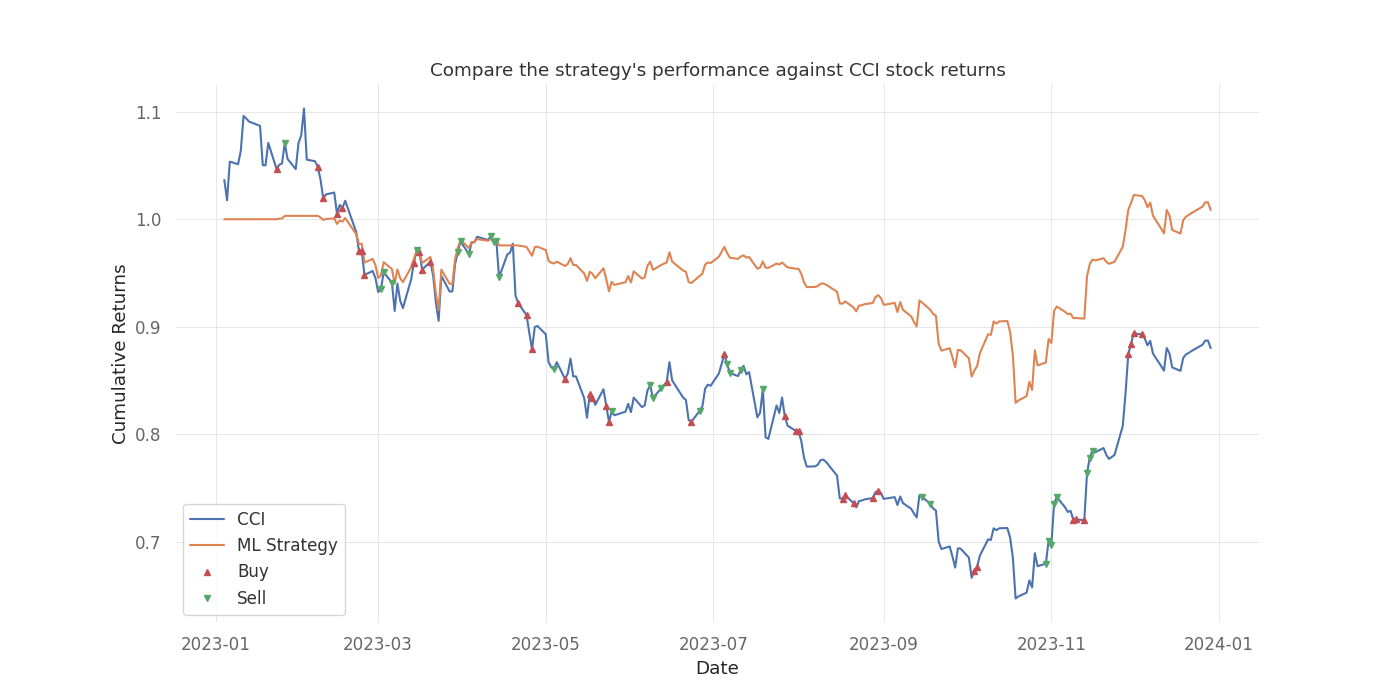 Compare the strategy's performance against CCI stock returns
Cumulative Returns
1.1
1.0
0.9
0.8
0.7
CCI
ML Strategy
Buy
Sell
2023-01
2023-03
2023-05
2023-07
2023-09
2023-11
2024-01
Date